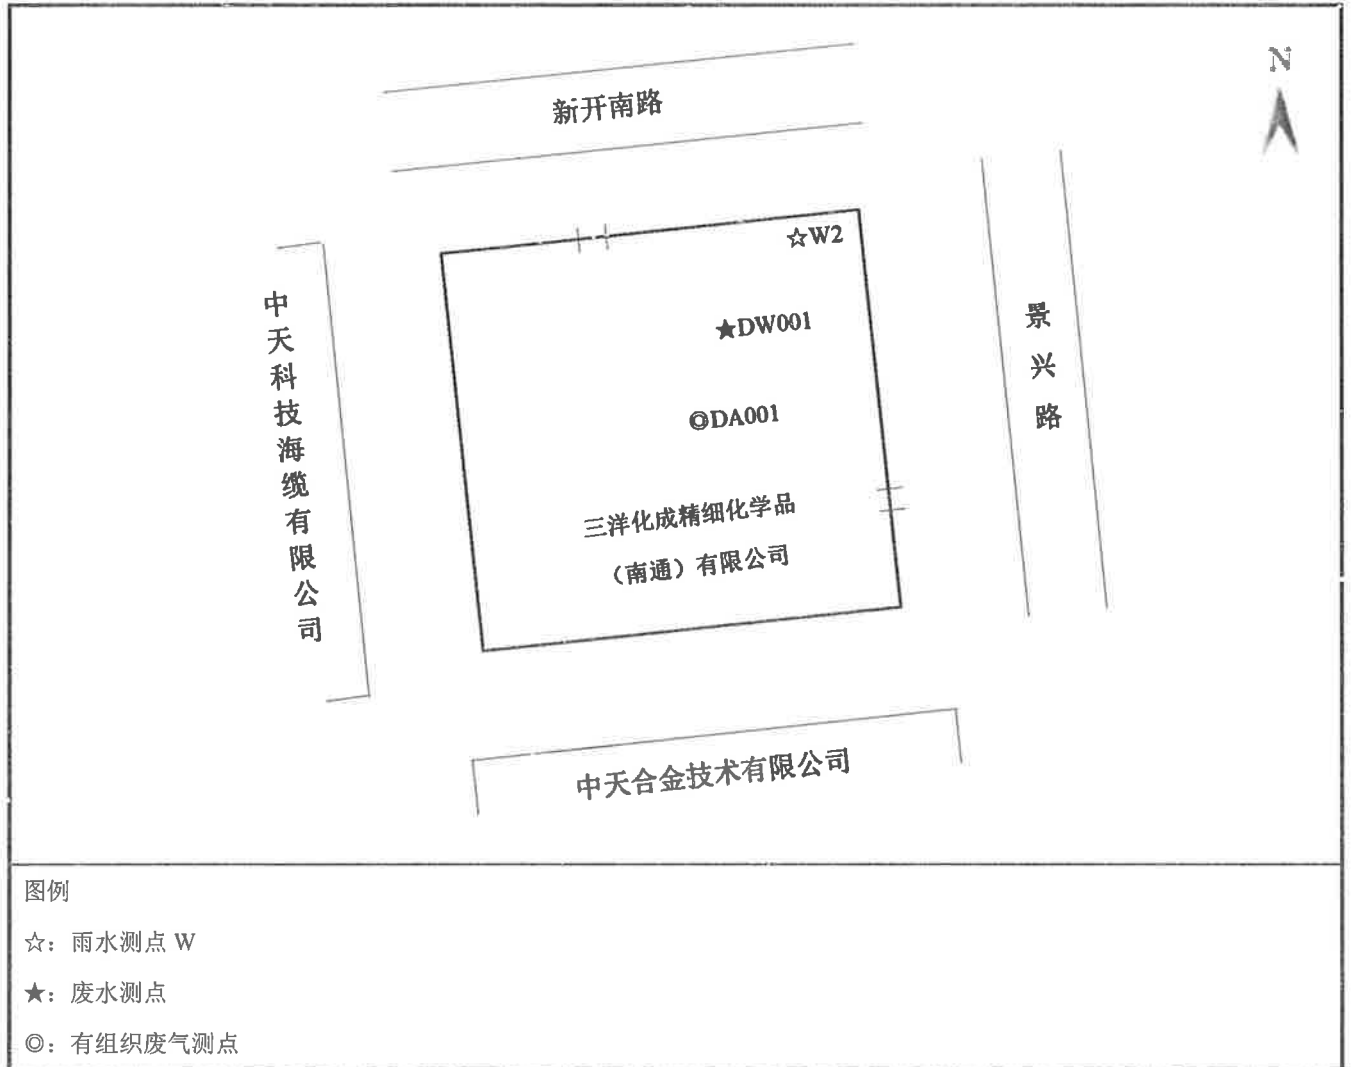 N
新开南路
☆W2
★DW001
◎DA001
三洋化成精细化学品
（南通）有限公司
中天科技海缆有限公司
景兴路
中天合金技术有限公司
图例
☆：雨水测点 W
★：废水测点
◎：有组织废气测点